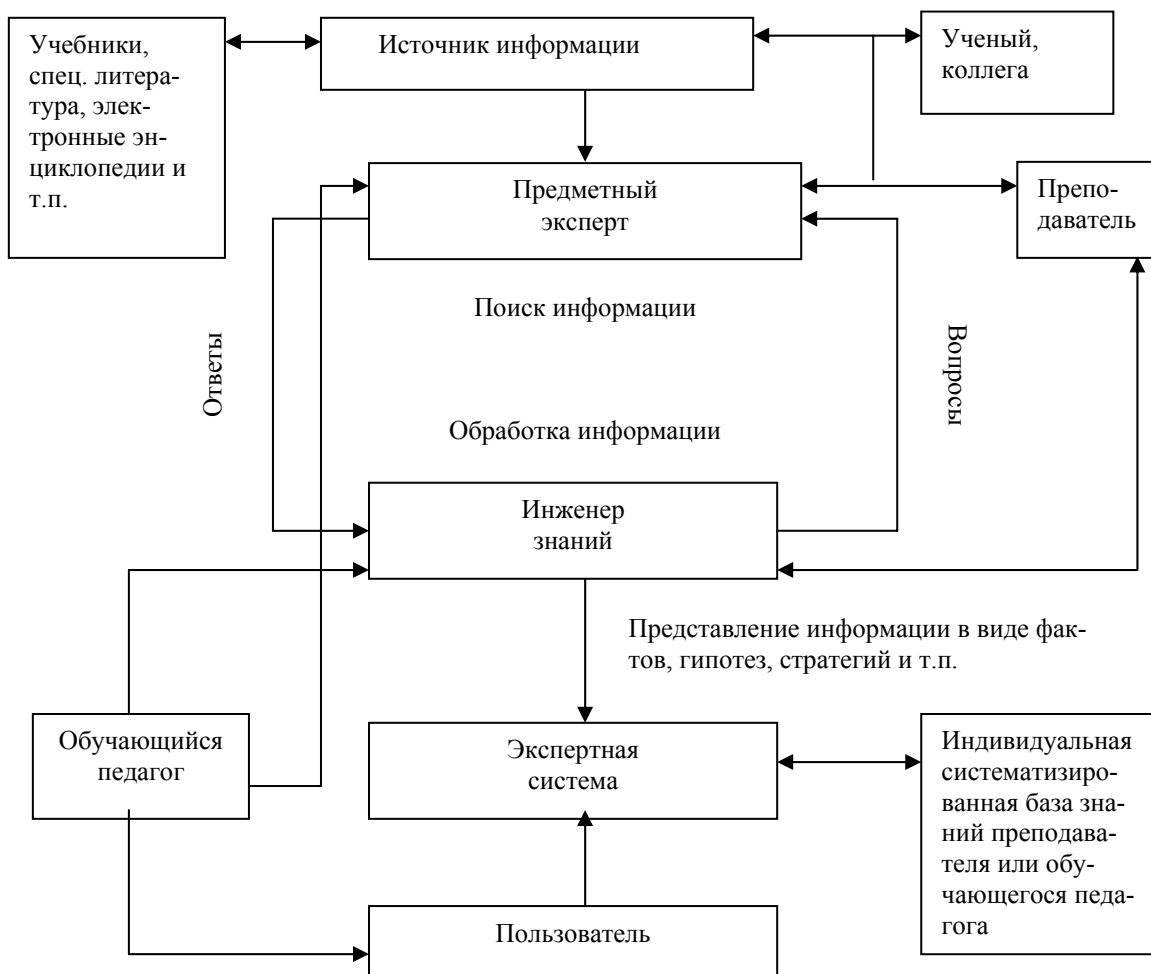 Учебники,
спец. литера-
тура, элек-
тронные эн-
циклопедии и
т.п.
Источник информации
Ученый,
коллега
Предметный
эксперт
Препо-
даватель
Поиск информации
Ответы
Вопросы
Обработка информации
Инженер
знаний
Представление информации в виде фак-
тов, гипотез, стратегий и т.п.
Обучающийся
педагог
Экспертная
система
Индивидуальная
систематизиро-
ванная база зна-
ний преподава-
теля или обу-
чающегося педа-
гога
Пользователь